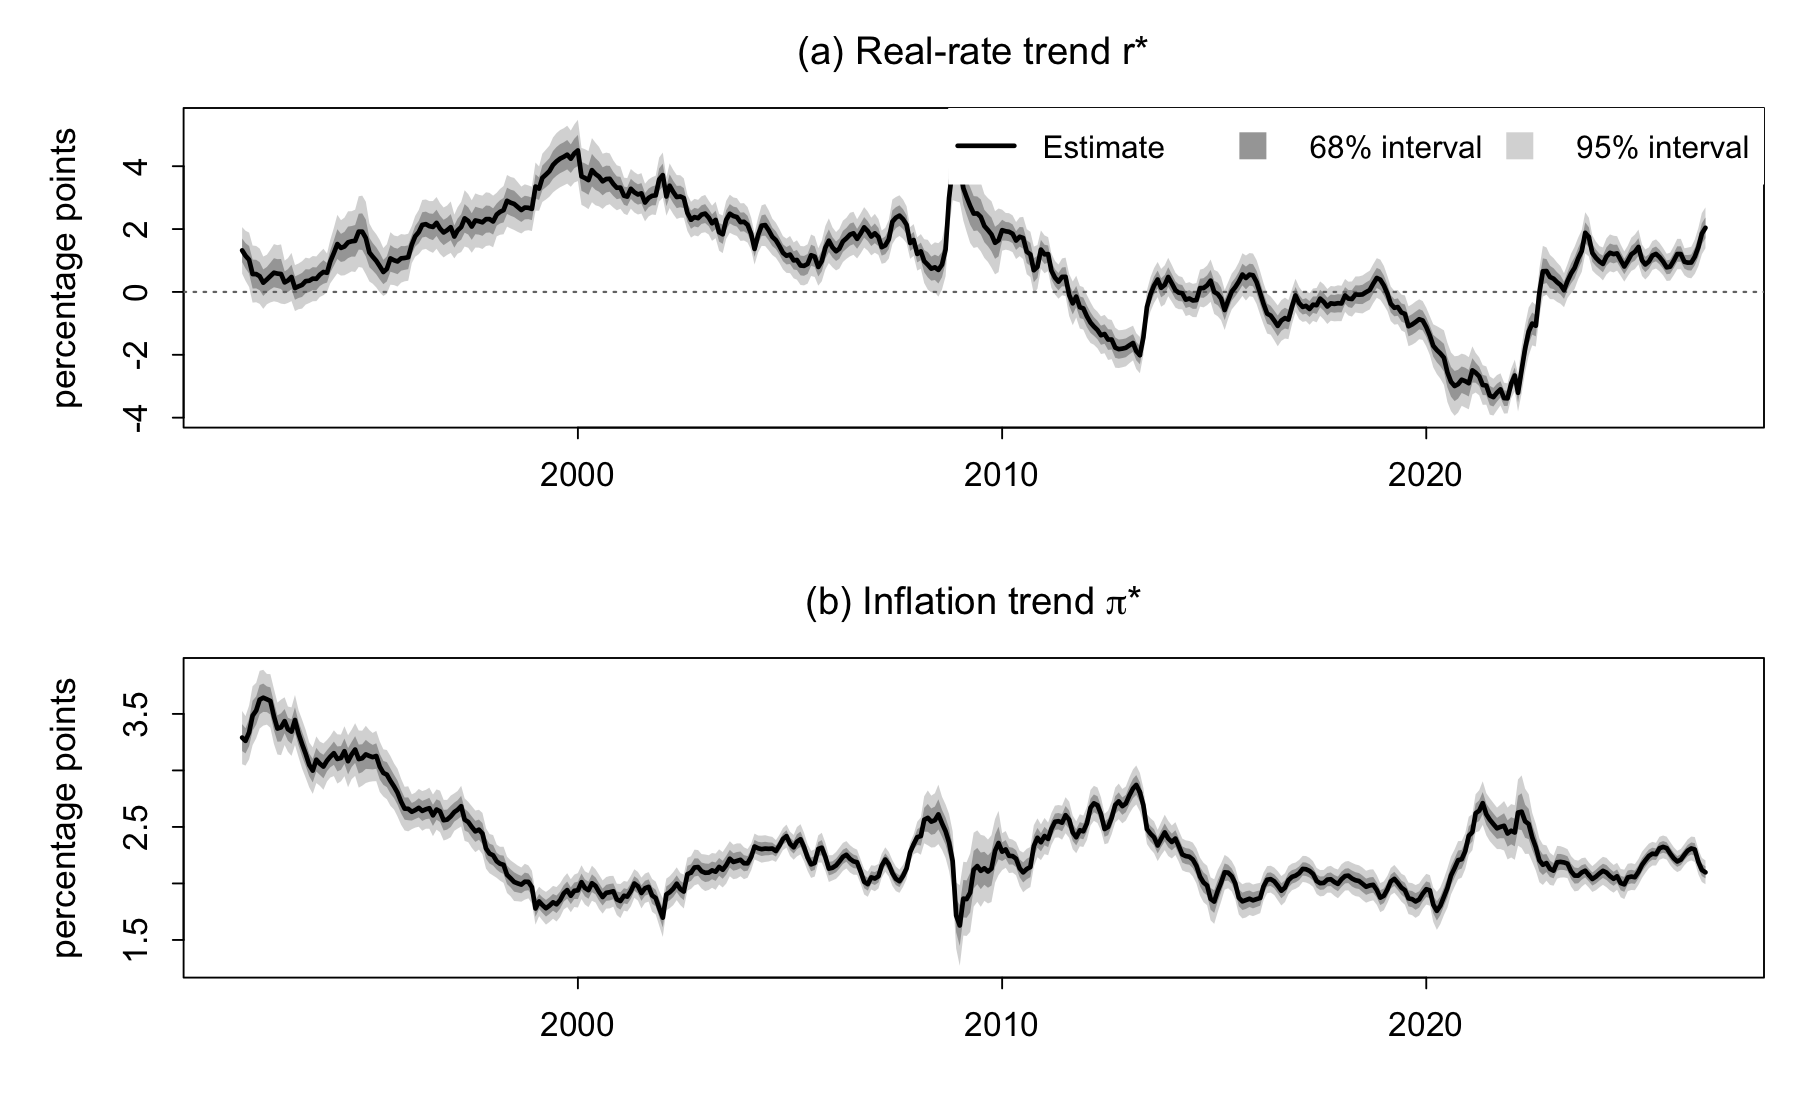 (a) Real-rate trend r*
percentage points
4
2
0
-2
-4
Estimate 68% interval 95% interval
2000 2010 2020
(b) Inflation trend π*
percentage points
3.5
2.5
1.5
2000 2010 2020